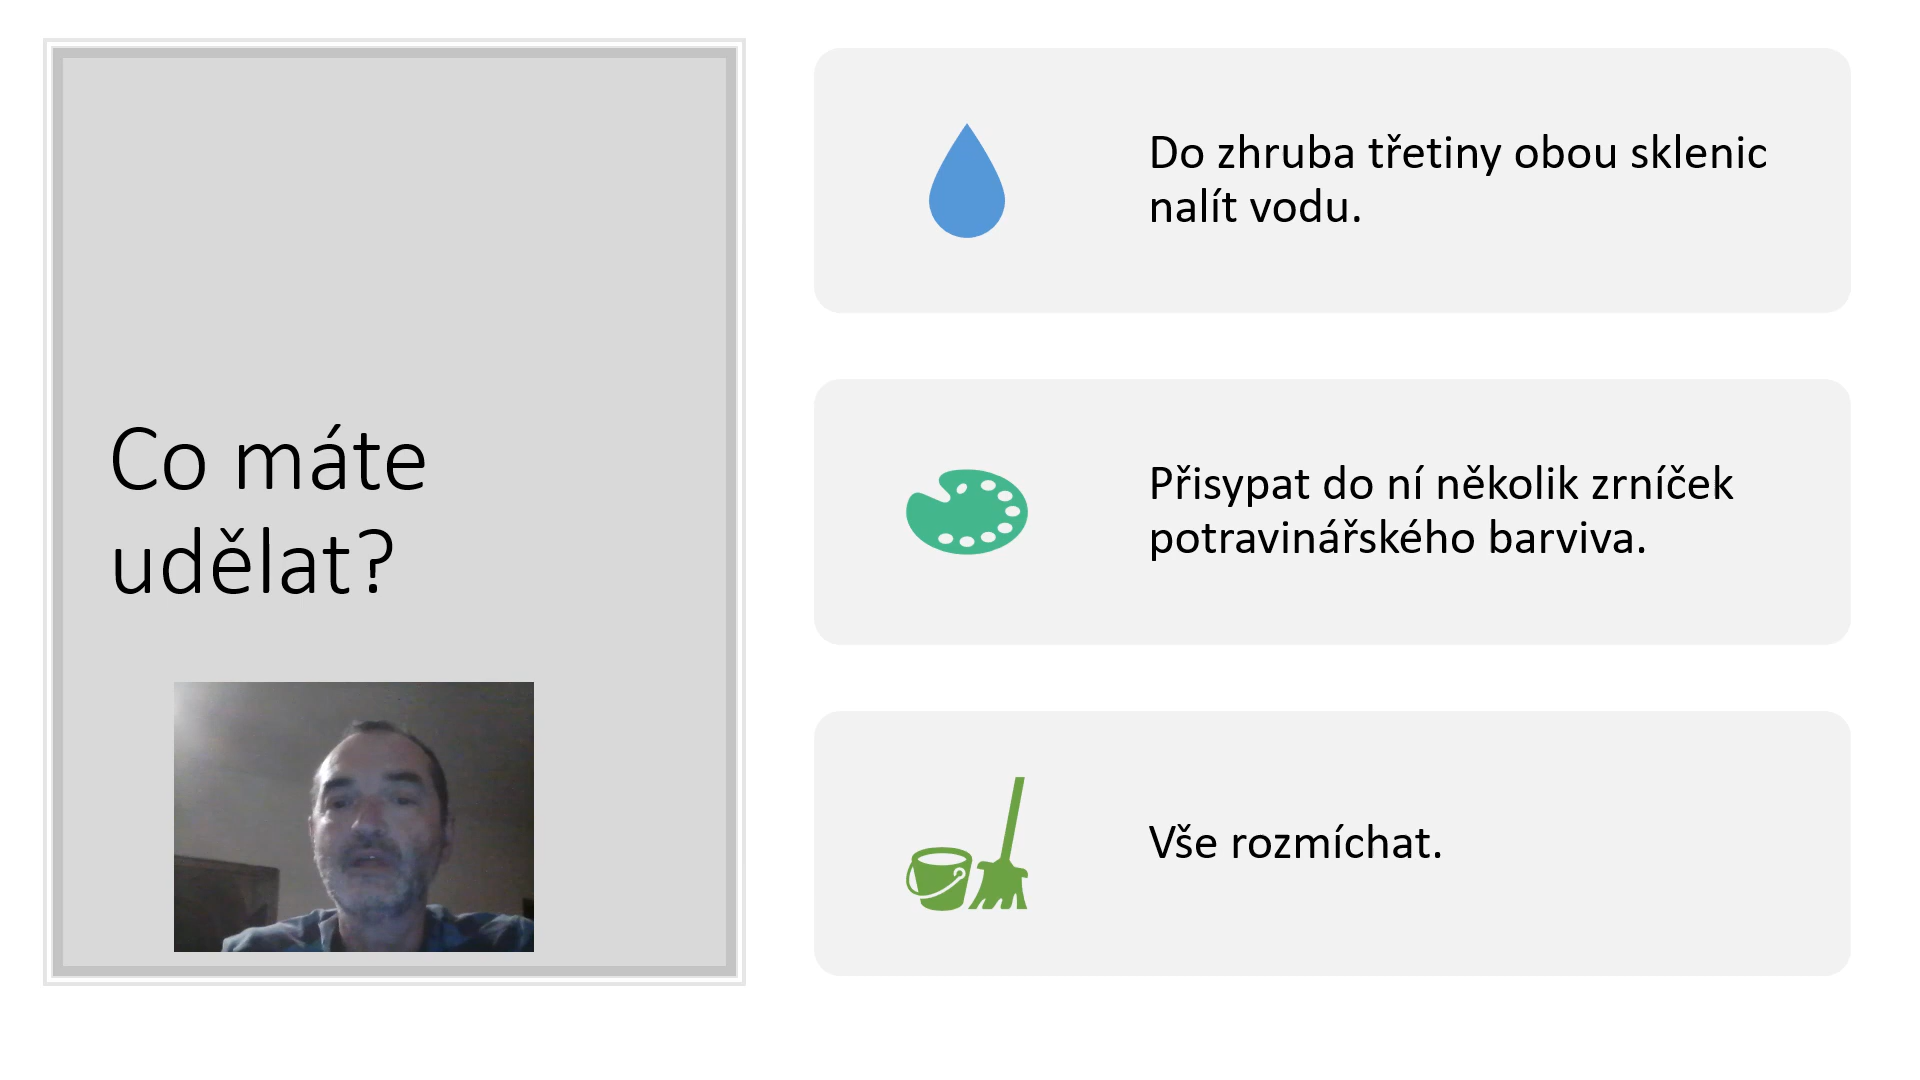 Co máte
udělat?
Do zhruba třetiny obou sklenic
nalít vodu.
Přisypat do ní několik zrníček
potravinářského barviva.
Vše rozmíchat.